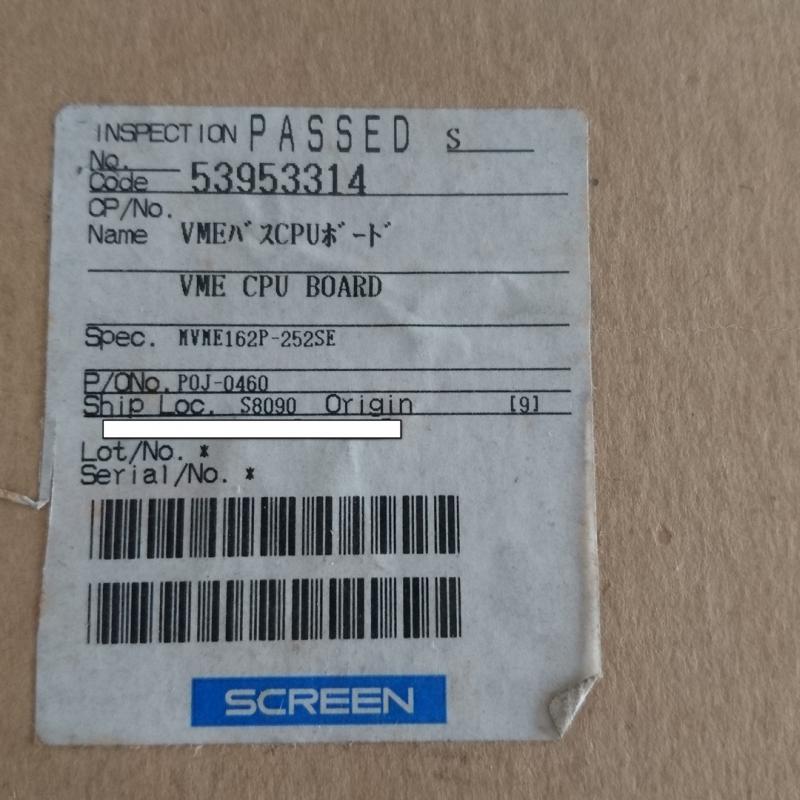 INSPECTION PASSED S
No.
Code 53953314
CP/No.
Name VMEバスCPUボード
VME CPU BOARD
Spec. MVME162P-252SE
P/ONo. POJ-0460
Ship Loc. S8090 Origin [9]
Lot/No. *
Serial/No. *
SCREEN